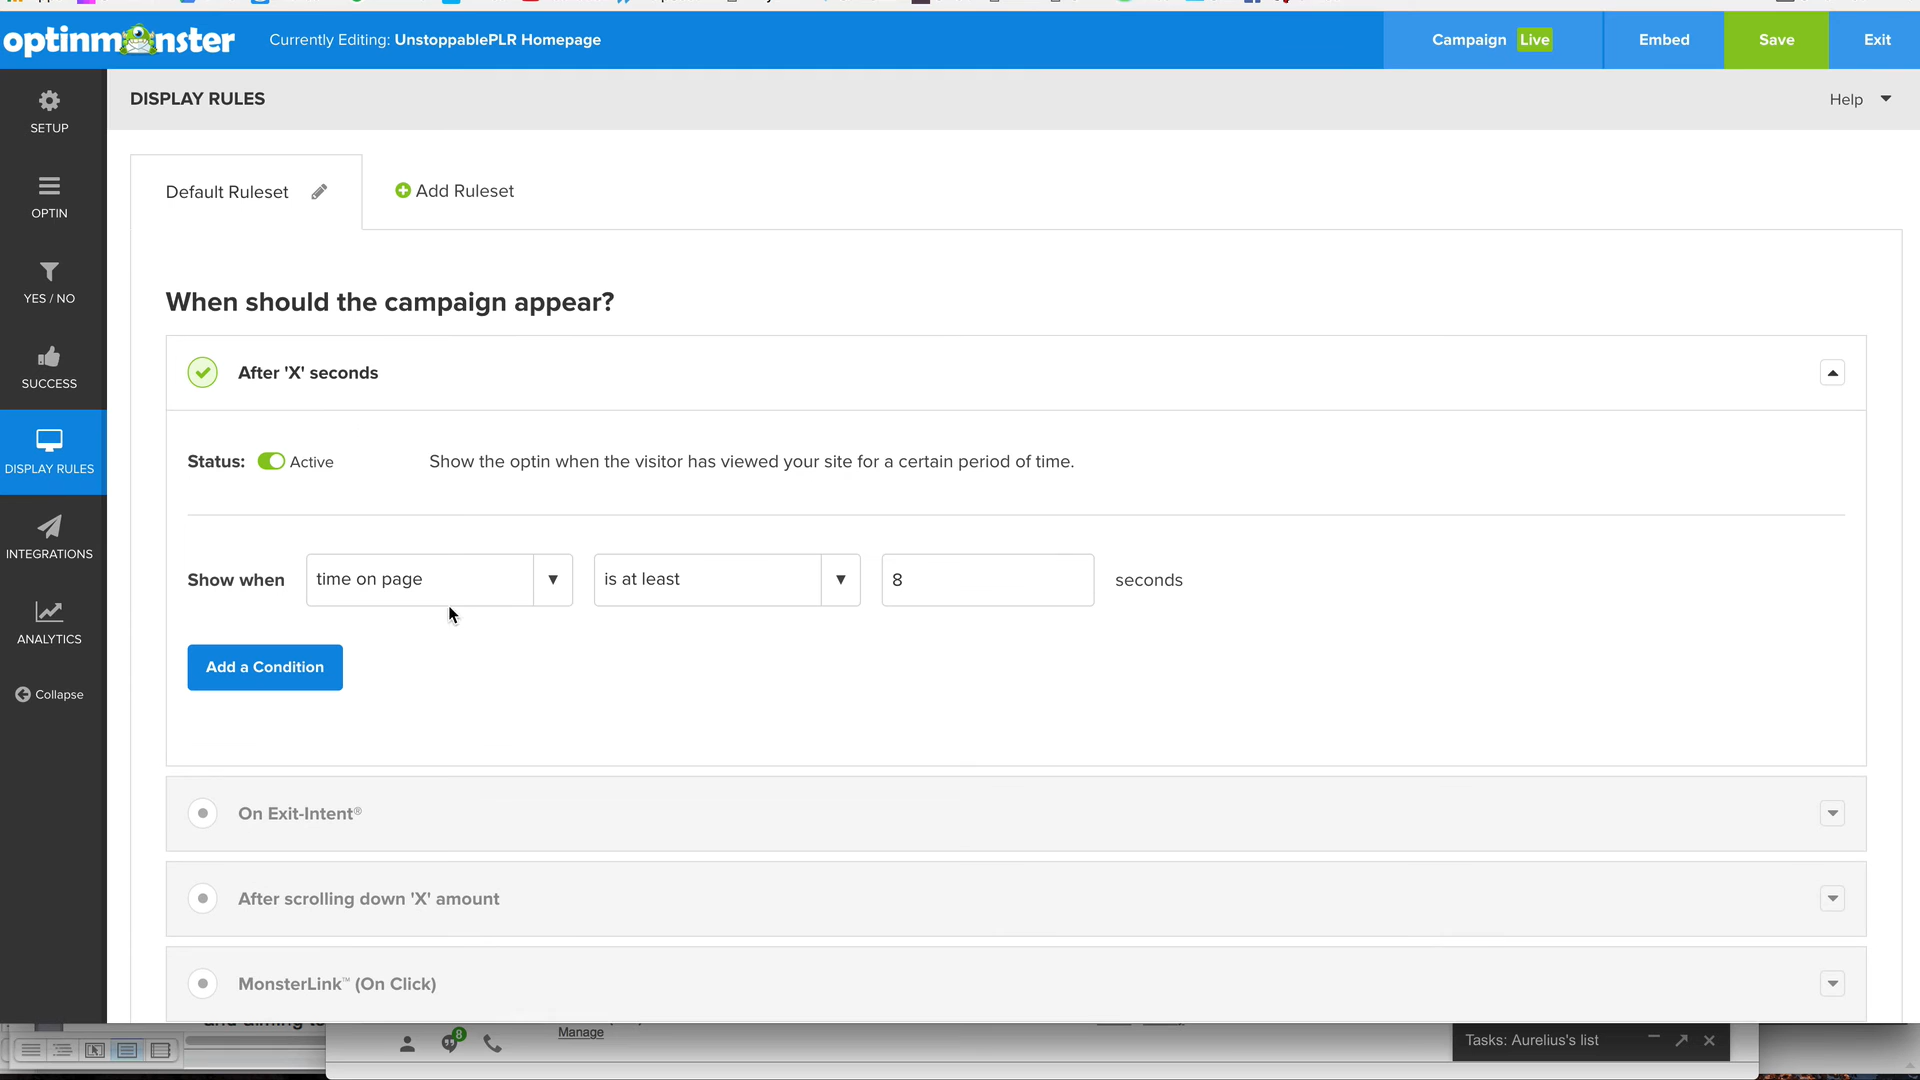 optinmonster
Currently Editing: UnstoppablePLR Homepage
Campaign Live
Embed
Save
Exit
DISPLAY RULES
Help
SETUP
OPTIN
YES / NO
SUCCESS
DISPLAY RULES
INTEGRATIONS
ANALYTICS
Collapse
Default Ruleset
Add Ruleset
When should the campaign appear?
After 'X' seconds
Status: Active
Show the optin when the visitor has viewed your site for a certain period of time.
Show when time on page is at least 8 seconds
Add a Condition
On Exit-Intent®
After scrolling down 'X' amount
MonsterLink™ (On Click)
8
Manage
Tasks: Aurelius's list